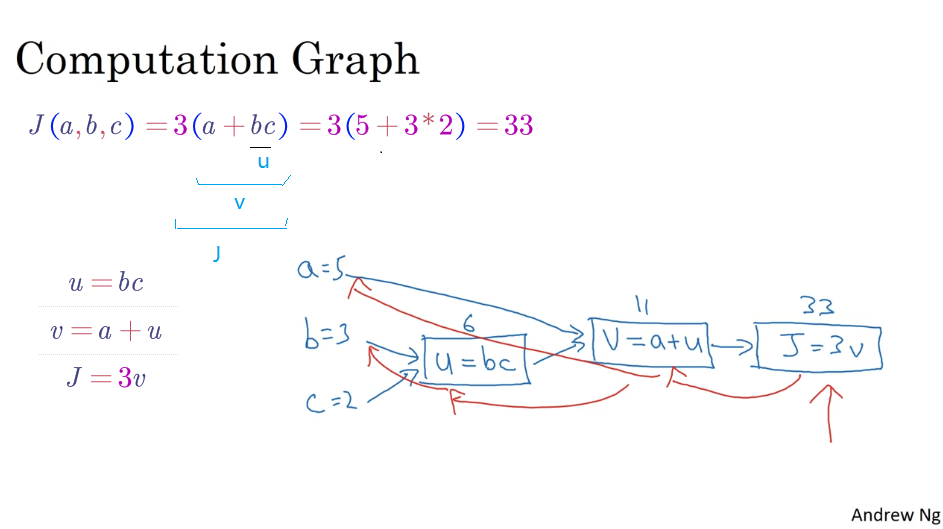 Computation Graph
J(a,b,c) = 3(a + bc) = 3(5 + 3*2) = 33
u
v
J
u = bc
v = a + u
J = 3v
a=5
11
33
b=3
6
V=a+u
J=3v
u=bc
c=2
Andrew Ng